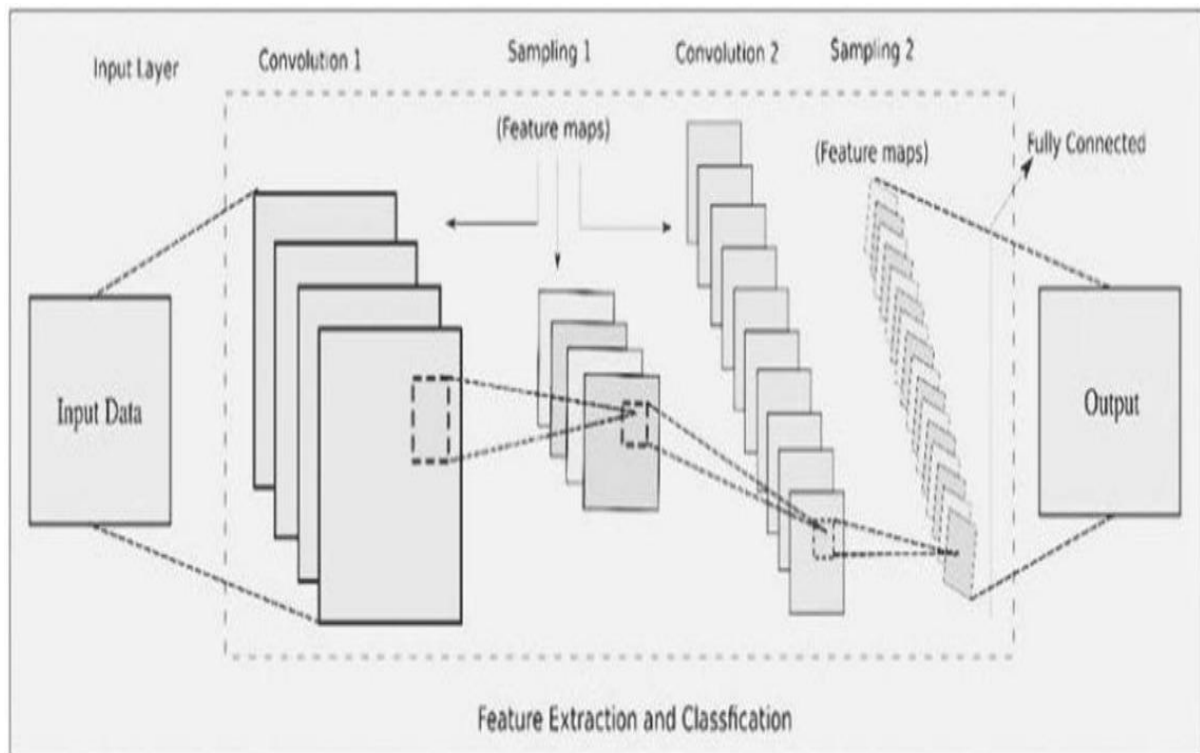 Input Layer
Convolution 1
Sampling 1
Convolution 2
Sampling 2
(Feature maps)
(Feature maps)
Fully Connected
Input Data
Output
Feature Extraction and Classfication